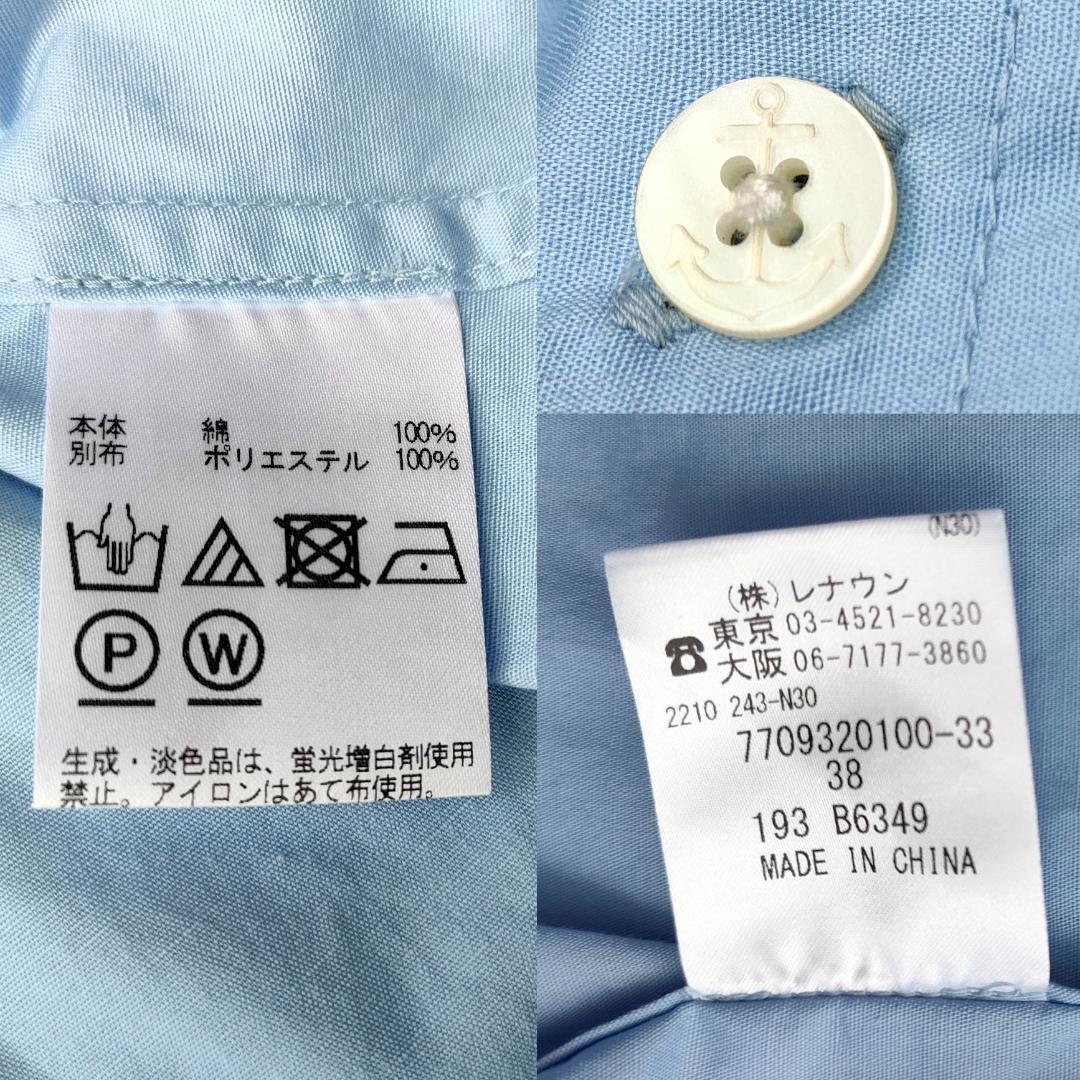 本体 綿 100%
別布 ポリエステル 100%
P W
生成・淡色品は、蛍光増白剤使用
禁止。アイロンはあて布使用。
(N30)
(株)レナウン
☎東京 03-4521-8230
大阪 06-7177-3860
2210 243-N30
7709320100-33
38
193 B6349
MADE IN CHINA